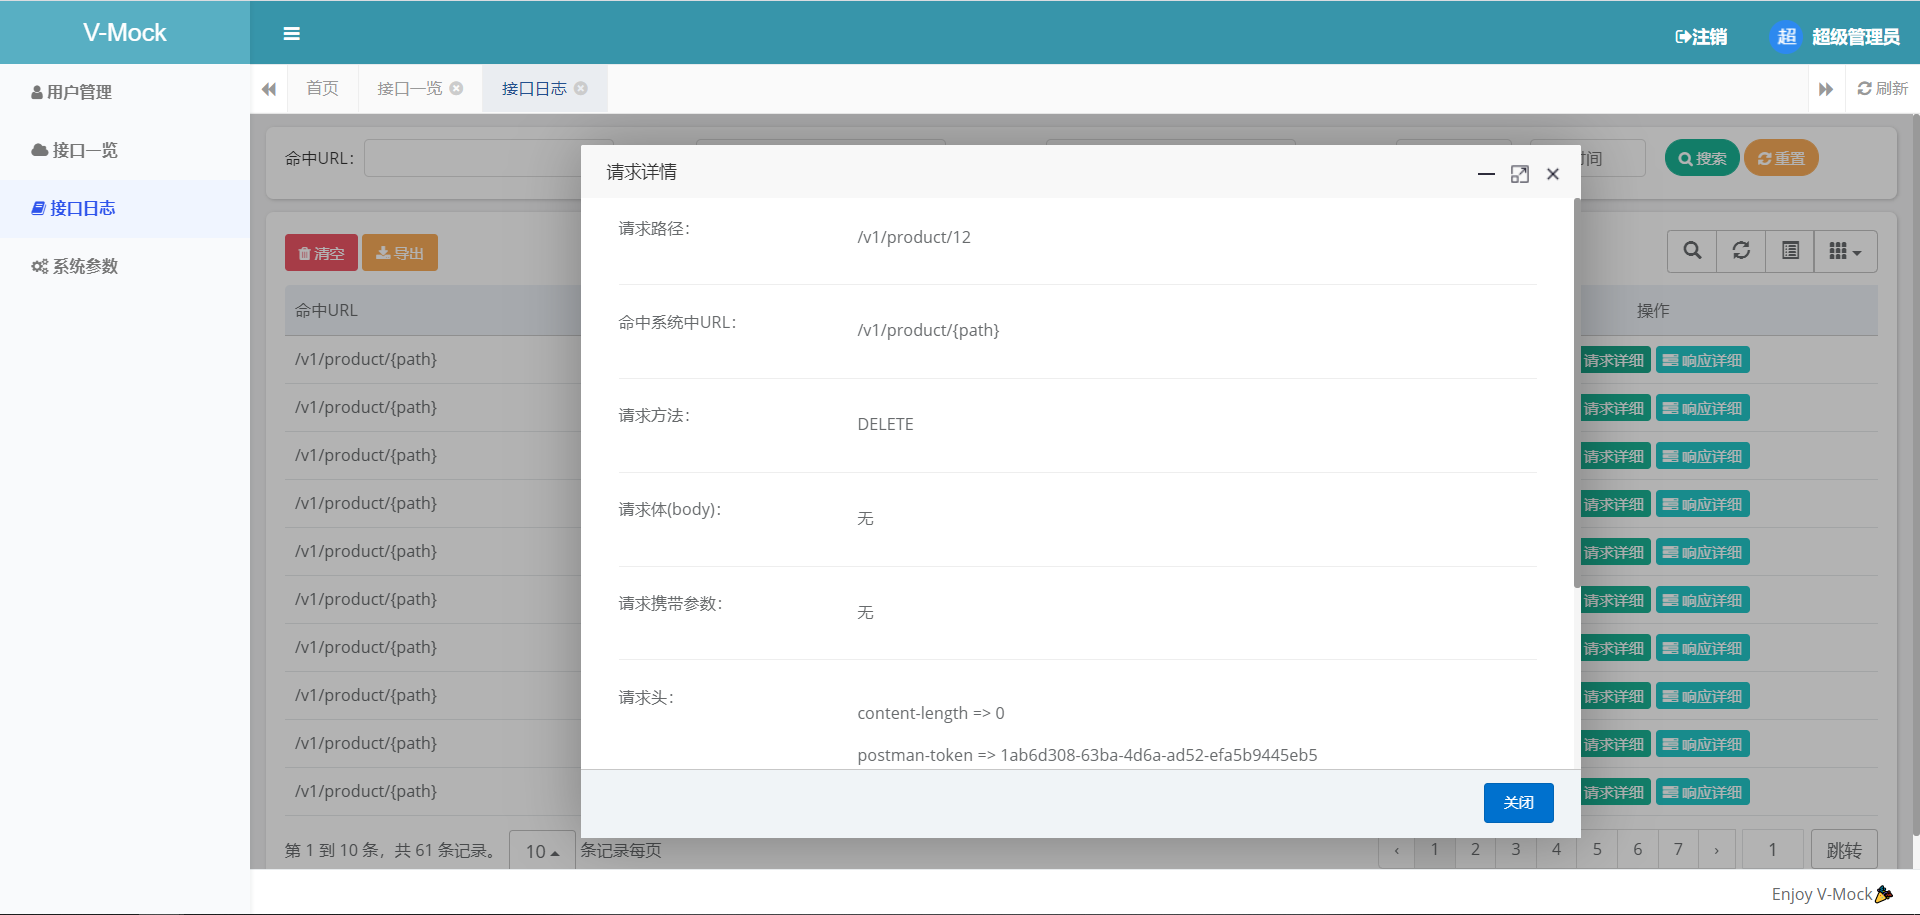 V-Mock
注销
超 超级管理员
用户管理
接口一览
接口日志
系统参数
首页
接口一览
接口日志
刷新
命中URL：
时间
搜索
重置
清空
导出
命中URL
操作
/v1/product/{path}
请求详细 响应详细
/v1/product/{path}
请求详细 响应详细
/v1/product/{path}
请求详细 响应详细
/v1/product/{path}
请求详细 响应详细
/v1/product/{path}
请求详细 响应详细
/v1/product/{path}
请求详细 响应详细
/v1/product/{path}
请求详细 响应详细
/v1/product/{path}
请求详细 响应详细
/v1/product/{path}
请求详细 响应详细
/v1/product/{path}
请求详细 响应详细
第 1 到 10 条，共 61 条记录。 10 条记录每页
‹ 1 2 3 4 5 6 7 › 1 跳转
请求详情
请求路径： /v1/product/12
命中系统中URL： /v1/product/{path}
请求方法： DELETE
请求体(body)： 无
请求携带参数： 无
请求头： content-length => 0
postman-token => 1ab6d308-63ba-4d6a-ad52-efa5b9445eb5
关闭
Enjoy V-Mock